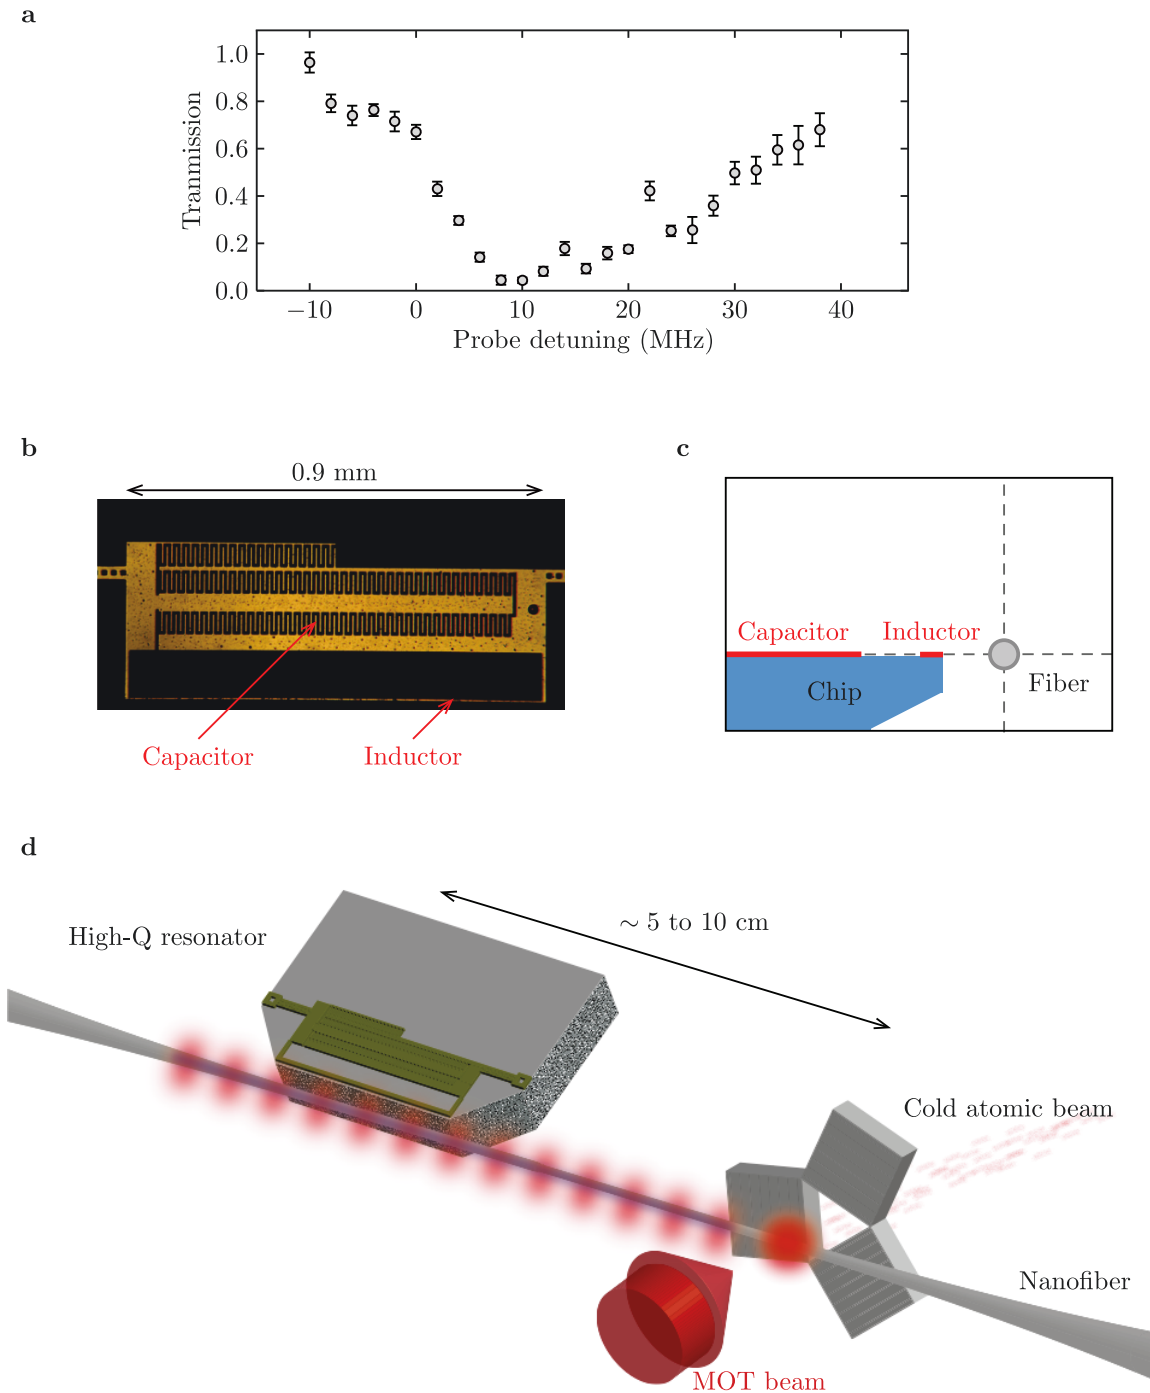 a
1.0
0.8
0.6
0.4
0.2
0.0
Tranmission
−10 0 10 20 30 40
Probe detuning (MHz)
b
0.9 mm
Capacitor Inductor
c
Capacitor Inductor
Chip
Fiber
d
∼ 5 to 10 cm
High-Q resonator
Cold atomic beam
Nanofiber
MOT beam